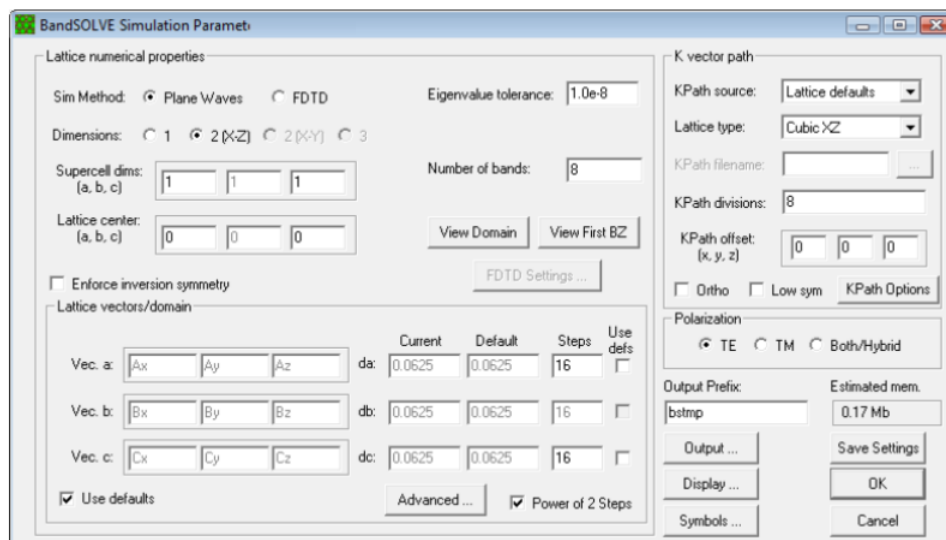 BandSOLVE Simulation Paramete
Lattice numerical properties
Sim Method: Plane Waves FDTD
Eigenvalue tolerance: 1.0e-8
Dimensions: 1 2 (X-Z) 2 (X-Y) 3
Supercell dims: (a, b, c) 1 1 1
Number of bands: 8
Lattice center: (a, b, c) 0 0 0
View Domain View First BZ
Enforce inversion symmetry
FDTD Settings ...
Lattice vectors/domain
Current Default Steps Use defs
Vec. a: Ax Ay Az da: 0.0625 0.0625 16
Vec. b: Bx By Bz db: 0.0625 0.0625 16
Vec. c: Cx Cy Cz dc: 0.0625 0.0625 16
Use defaults Advanced ... Power of 2 Steps
K vector path
KPath source: Lattice defaults
Lattice type: Cubic XZ
KPath filename: ...
KPath divisions: 8
KPath offset: (x, y, z) 0 0 0
Ortho Low sym KPath Options
Polarization
TE TM Both/Hybrid
Output Prefix: Estimated mem.
bstmp 0.17 Mb
Output ... Save Settings
Display ... OK
Symbols ... Cancel